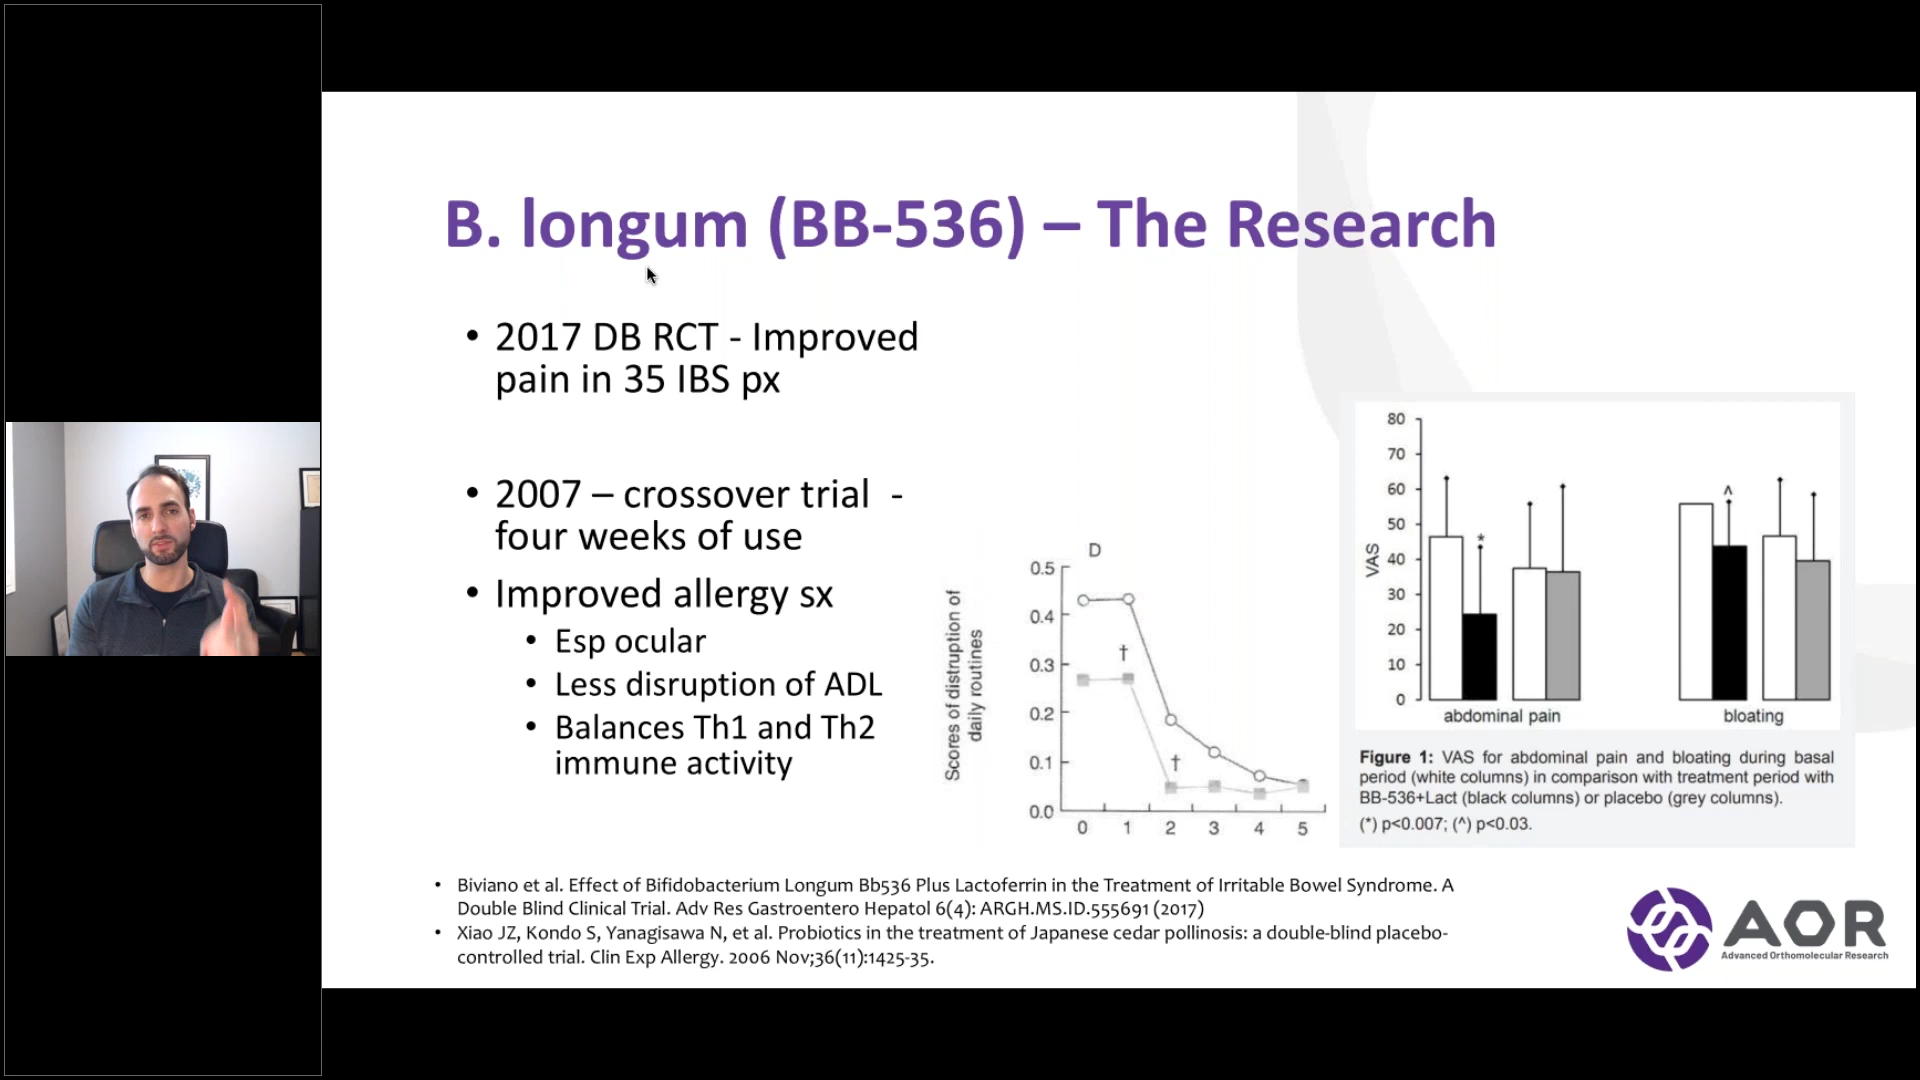 B. longum (BB-536) – The Research
• 2017 DB RCT - Improved
pain in 35 IBS px
• 2007 – crossover trial -
four weeks of use
• Improved allergy sx
• Esp ocular
• Less disruption of ADL
• Balances Th1 and Th2
immune activity
D
Scores of distruption of
daily routines
0.5
0.4
0.3
0.2
0.1
0.0
†
†
0 1 2 3 4 5
VAS
80
70
60
50
40
30
20
10
0
*
^
abdominal pain bloating
Figure 1: VAS for abdominal pain and bloating during basal
period (white columns) in comparison with treatment period with
BB-536+Lact (black columns) or placebo (grey columns).
(*) p<0.007; (^) p<0.03.
• Biviano et al. Effect of Bifidobacterium Longum Bb536 Plus Lactoferrin in the Treatment of Irritable Bowel Syndrome. A
Double Blind Clinical Trial. Adv Res Gastroentero Hepatol 6(4): ARGH.MS.ID.555691 (2017)
• Xiao JZ, Kondo S, Yanagisawa N, et al. Probiotics in the treatment of Japanese cedar pollinosis: a double-blind placebo-
controlled trial. Clin Exp Allergy. 2006 Nov;36(11):1425-35.
AOR
Advanced Orthomolecular Research